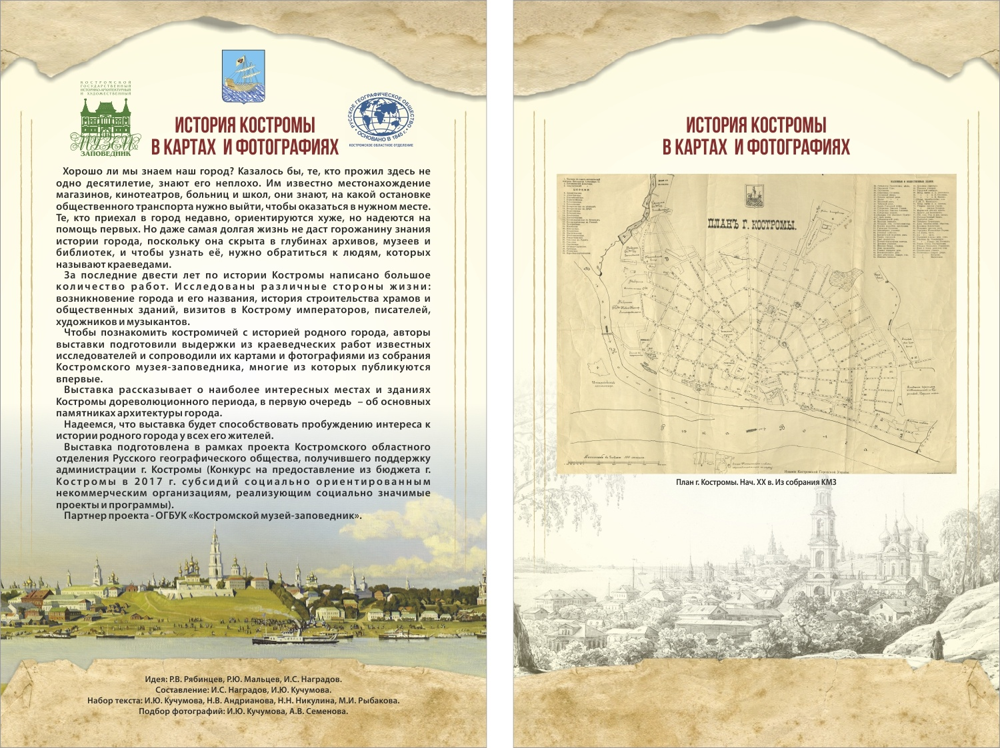 КОСТРОМСКОЙ
ГОСУДАРСТВЕННЫЙ
ИСТОРИКО-АРХИТЕКТУРНЫЙ
И ХУДОЖЕСТВЕННЫЙ
МУЗЕЙ
ЗАПОВЕДНИК
РУССКОЕ ГЕОГРАФИЧЕСКОЕ ОБЩЕСТВО
• ОСНОВАНО В 1845 г. •
КОСТРОМСКОЕ ОБЛАСТНОЕ ОТДЕЛЕНИЕ
ИСТОРИЯ КОСТРОМЫ
В КАРТАХ И ФОТОГРАФИЯХ
Хорошо ли мы знаем наш город? Казалось бы, те, кто прожил здесь не
одно десятилетие, знают его неплохо. Им известно местонахождение
магазинов, кинотеатров, больниц и школ, они знают, на какой остановке
общественного транспорта нужно выйти, чтобы оказаться в нужном месте.
Те, кто приехал в город недавно, ориентируются хуже, но надеются на
помощь первых. Но даже самая долгая жизнь не даст горожанину знания
истории города, поскольку она скрыта в глубинах архивов, музеев и
библиотек, и чтобы узнать её, нужно обратиться к людям, которых
называют краеведами.
За последние двести лет по истории Костромы написано большое
количество работ. Исследованы различные стороны жизни:
возникновение города и его названия, история строительства храмов и
общественных зданий, визитов в Кострому императоров, писателей,
художников и музыкантов.
Чтобы познакомить костромичей с историей родного города, авторы
выставки подготовили выдержки из краеведческих работ известных
исследователей и сопроводили их картами и фотографиями из собрания
Костромского музея-заповедника, многие из которых публикуются
впервые.
Выставка рассказывает о наиболее интересных местах и зданиях
Костромы дореволюционного периода, в первую очередь – об основных
памятниках архитектуры города.
Надеемся, что выставка будет способствовать пробуждению интереса к
истории родного города у всех его жителей.
Выставка подготовлена в рамках проекта Костромского областного
отделения Русского географического общества, получившего поддержку
администрации г. Костромы (Конкурс на предоставление из бюджета г.
Костромы в 2017 г. субсидий социально ориентированным
некоммерческим организациям, реализующим социально значимые
проекты и программы).
Партнер проекта - ОГБУК «Костромской музей-заповедник».
Идея: Р.В. Рябинцев, Р.Ю. Мальцев, И.С. Наградов.
Составление: И.С. Наградов, И.Ю. Кучумова.
Набор текста: И.Ю. Кучумова, Н.В. Андрианова, Н.Н. Никулина, М.И. Рыбакова.
Подбор фотографий: И.Ю. Кучумова, А.В. Семенова.
ИСТОРИЯ КОСТРОМЫ
В КАРТАХ И ФОТОГРАФИЯХ
ПЛАНЪ Г. КОСТРОМЫ.
Изданiе Костромской Городской Управы
План г. Костромы. Нач. XX в. Из собрания КМЗ